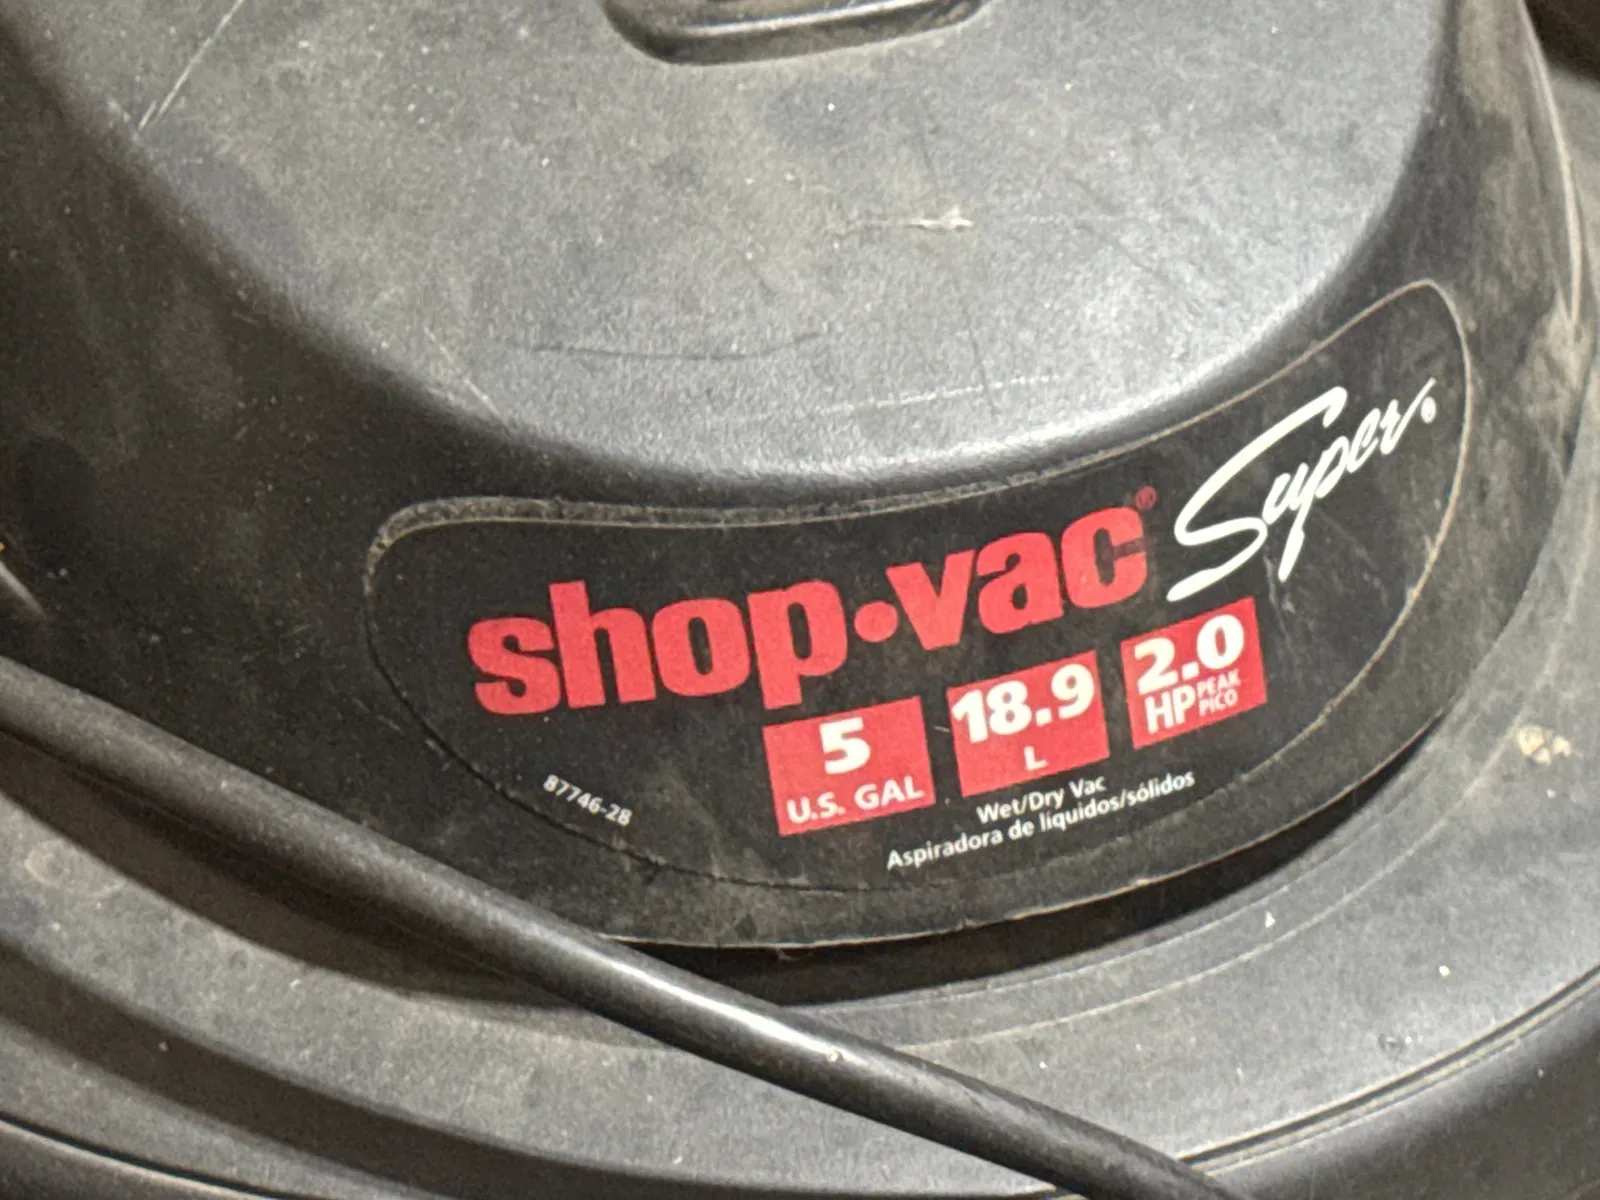 shop·vac® Super.
5
U.S. GAL
18.9
L
2.0
HP PEAK
PICO
Wet/Dry Vac
Aspiradora de líquidos/sólidos
87746-28